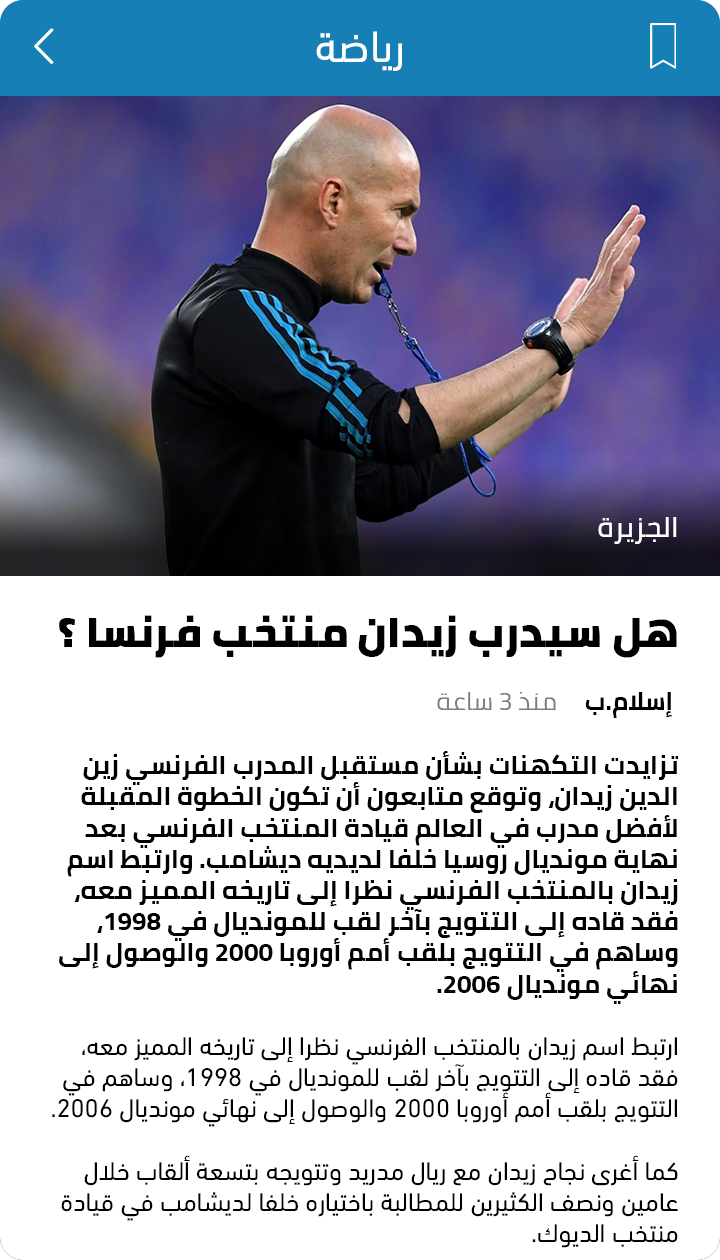 رياضة
الجزيرة
هل سيدرب زيدان منتخب فرنسا ؟
إسلام.ب منذ 3 ساعة
تزايدت التكهنات بشأن مستقبل المدرب الفرنسي زين
الدين زيدان، وتوقع متابعون أن تكون الخطوة المقبلة
لأفضل مدرب في العالم قيادة المنتخب الفرنسي بعد
نهاية مونديال روسيا خلفا لديديه ديشامب. وارتبط اسم
زيدان بالمنتخب الفرنسي نظرا إلى تاريخه المميز معه،
فقد قاده إلى التتويج بآخر لقب للمونديال في 1998،
وساهم في التتويج بلقب أمم أوروبا 2000 والوصول إلى
نهائي مونديال 2006.
ارتبط اسم زيدان بالمنتخب الفرنسي نظرا إلى تاريخه المميز معه،
فقد قاده إلى التتويج بآخر لقب للمونديال في 1998، وساهم في
التتويج بلقب أمم أوروبا 2000 والوصول إلى نهائي مونديال 2006.
كما أغرى نجاح زيدان مع ريال مدريد وتتويجه بتسعة ألقاب خلال
عامين ونصف الكثيرين للمطالبة باختياره خلفا لديشامب في قيادة
منتخب الديوك.